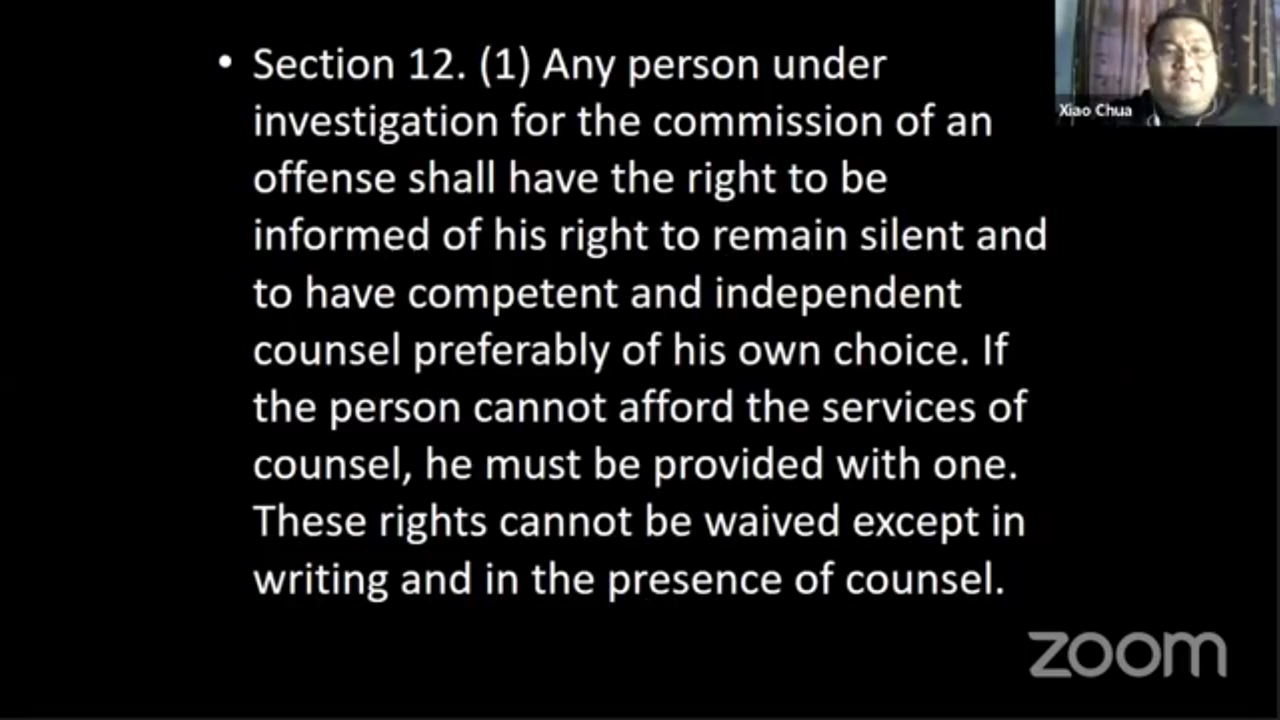 • Section 12. (1) Any person under
investigation for the commission of an
offense shall have the right to be
informed of his right to remain silent and
to have competent and independent
counsel preferably of his own choice. If
the person cannot afford the services of
counsel, he must be provided with one.
These rights cannot be waived except in
writing and in the presence of counsel.
Xiao Chua
zoom